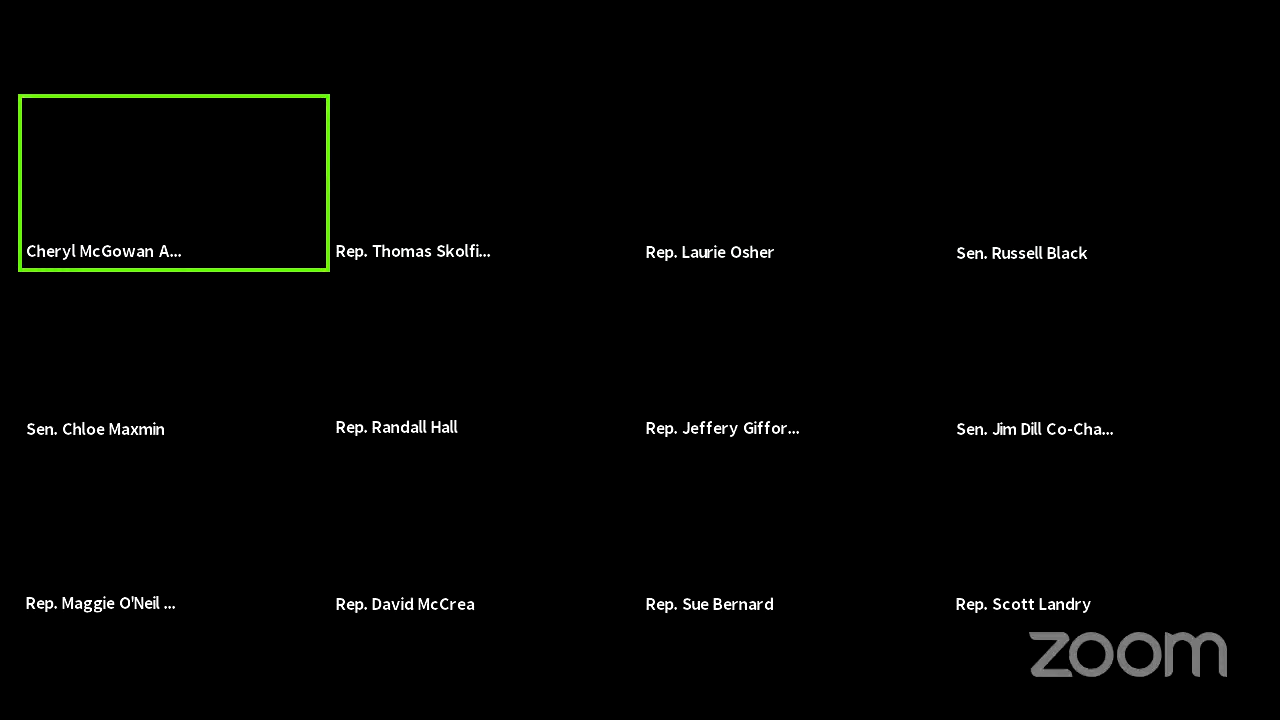 Cheryl McGowan A...
Rep. Thomas Skolfi...
Rep. Laurie Osher
Sen. Russell Black
Sen. Chloe Maxmin
Rep. Randall Hall
Rep. Jeffery Giffor...
Sen. Jim Dill Co-Cha...
Rep. Maggie O'Neil ...
Rep. David McCrea
Rep. Sue Bernard
Rep. Scott Landry
zoom